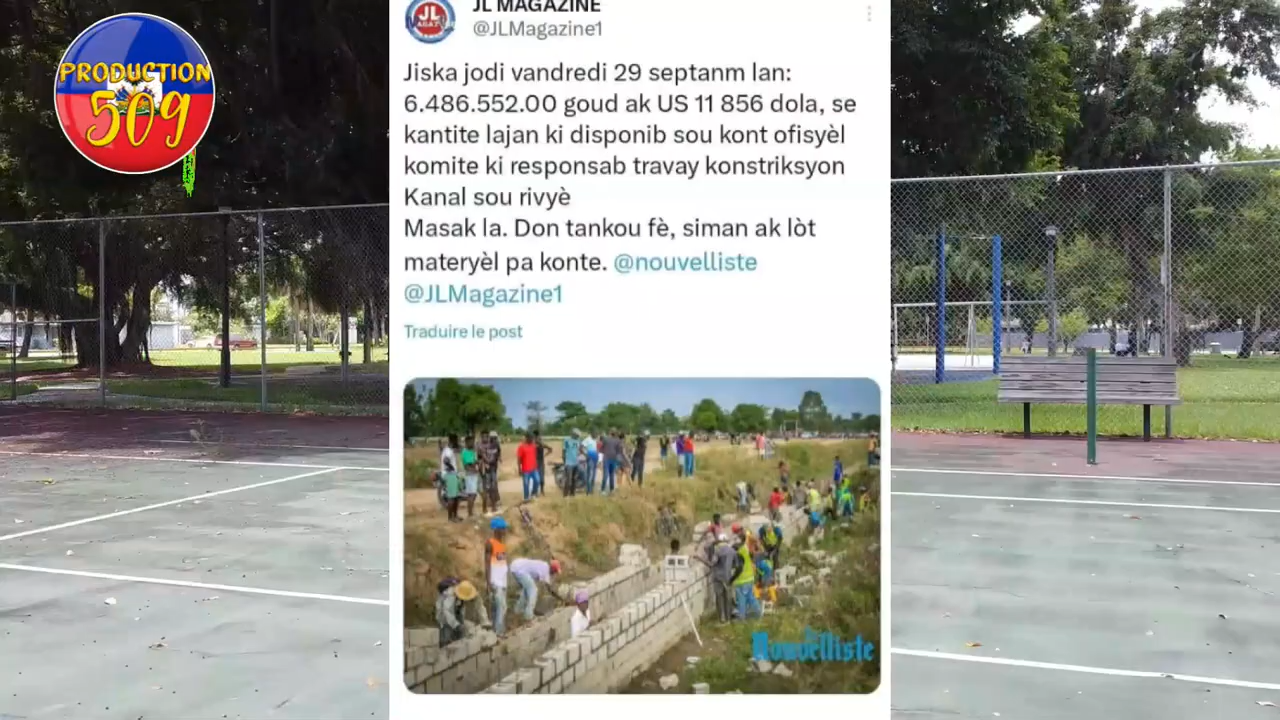 PRODUCTION
509
JL MAGAZINE
@JLMagazine1
Jiska jodi vandredi 29 septanm lan:
6.486.552.00 goud ak US 11 856 dola, se
kantite lajan ki disponib sou kont ofisyèl
komite ki responsab travay konstriksyon
Kanal sou rivyè
Masak la. Don tankou fè, siman ak lòt
materyèl pa konte. @nouvelliste
@JLMagazine1
Traduire le post
Le Nouvelliste